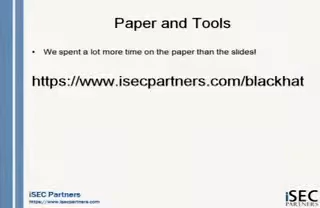 Paper and Tools
• We spent a lot more time on the paper than the slides!
https://www.isecpartners.com/blackhat
iSEC Partners
https://www.isecpartners.com
iSEC
PARTNERS